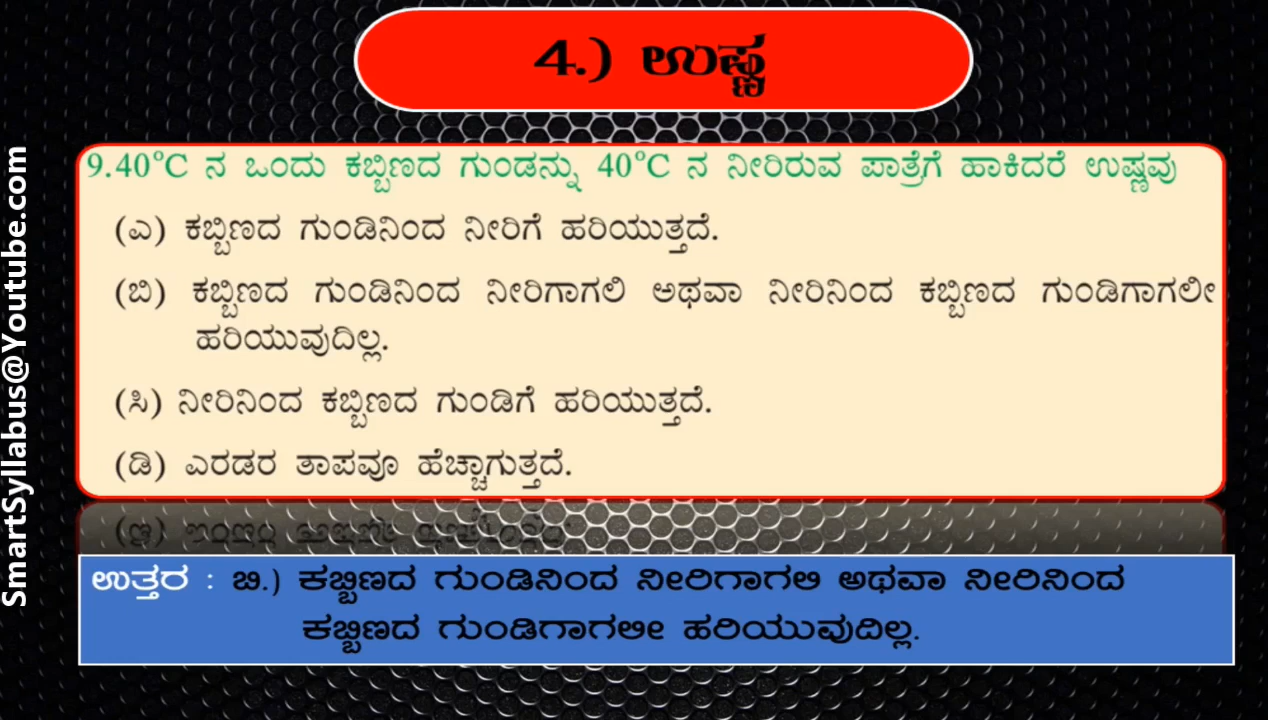 4.) ಉಷ್ಣ
9.40°C ನ ಒಂದು ಕಬ್ಬಿಣದ ಗುಂಡನ್ನು 40°C ನ ನೀರಿರುವ ಪಾತ್ರೆಗೆ ಹಾಕಿದರೆ ಉಷ್ಣವು
(ಎ) ಕಬ್ಬಿಣದ ಗುಂಡಿನಿಂದ ನೀರಿಗೆ ಹರಿಯುತ್ತದೆ.
(ಬಿ) ಕಬ್ಬಿಣದ ಗುಂಡಿನಿಂದ ನೀರಿಗಾಗಲಿ ಅಥವಾ ನೀರಿನಿಂದ ಕಬ್ಬಿಣದ ಗುಂಡಿಗಾಗಲೀ
ಹರಿಯುವುದಿಲ್ಲ.
(ಸಿ) ನೀರಿನಿಂದ ಕಬ್ಬಿಣದ ಗುಂಡಿಗೆ ಹರಿಯುತ್ತದೆ.
(ಡಿ) ಎರಡರ ತಾಪವೂ ಹೆಚ್ಚಾಗುತ್ತದೆ.
ಉತ್ತರ : ಬಿ.) ಕಬ್ಬಿಣದ ಗುಂಡಿನಿಂದ ನೀರಿಗಾಗಲಿ ಅಥವಾ ನೀರಿನಿಂದ
ಕಬ್ಬಿಣದ ಗುಂಡಿಗಾಗಲೀ ಹರಿಯುವುದಿಲ್ಲ.
SmartSyllabus@Youtube.com